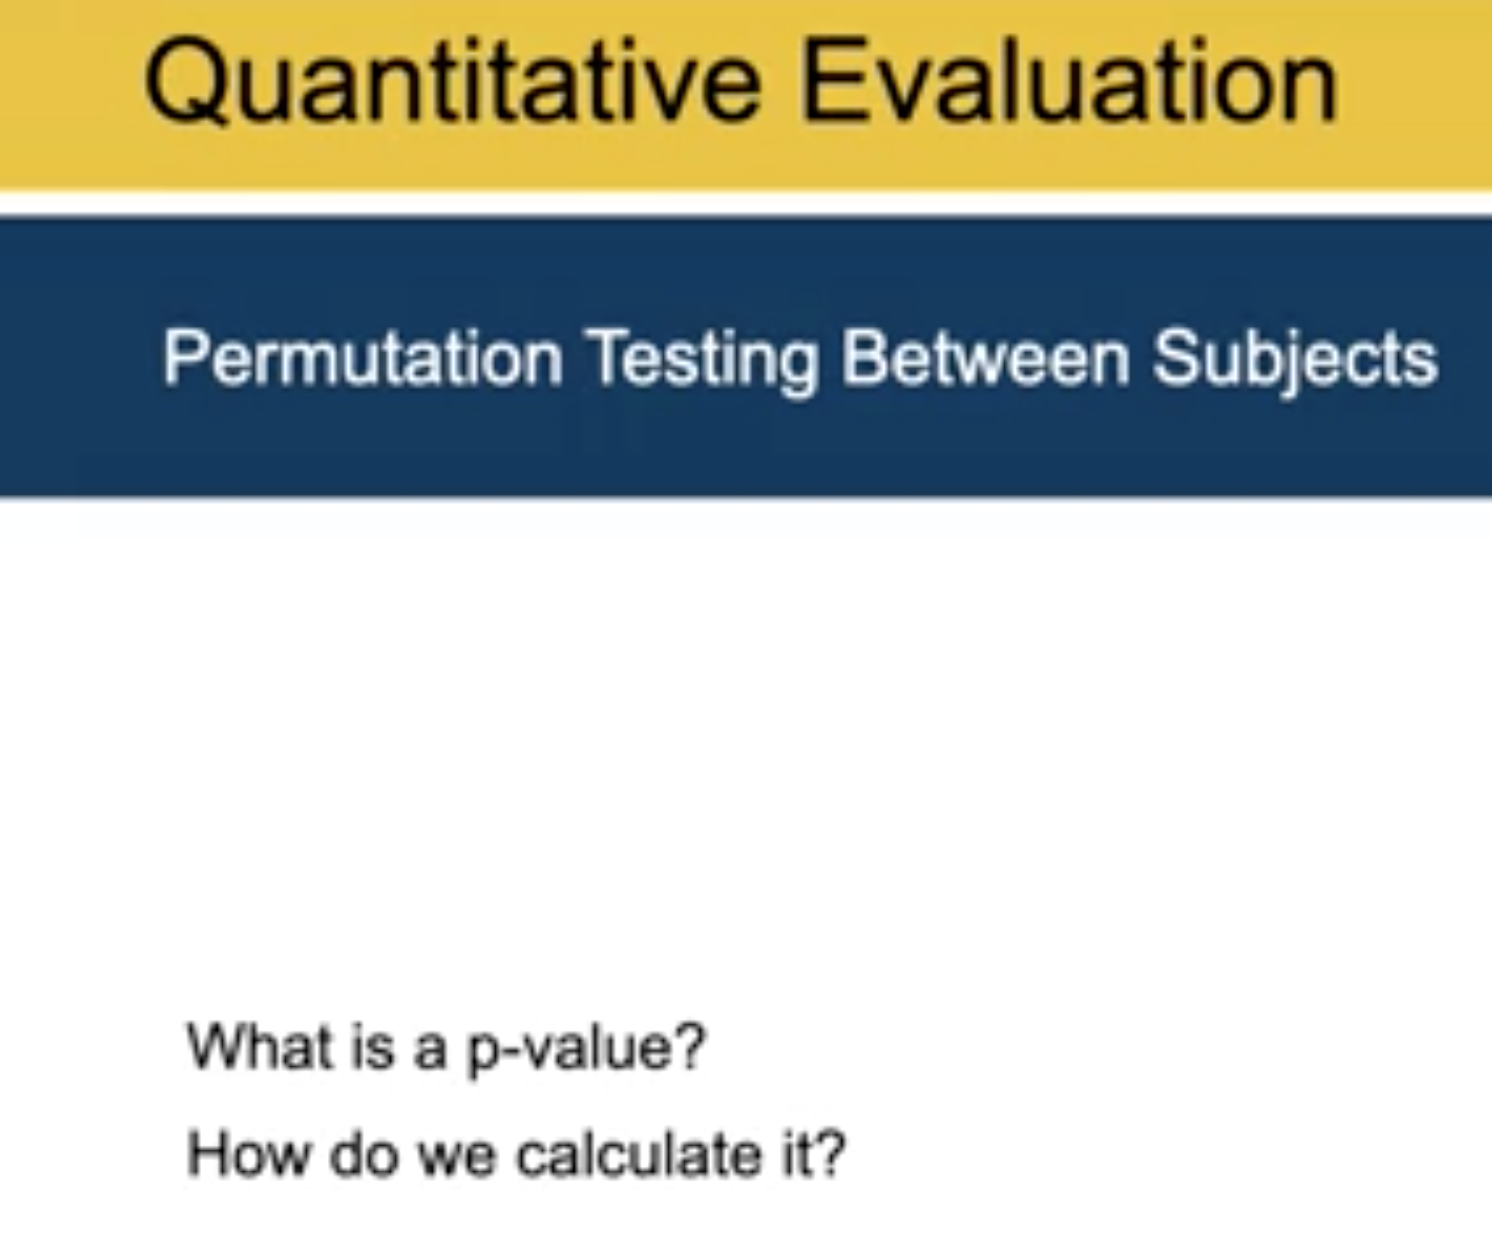 Quantitative Evaluation
Permutation Testing Between Subjects
What is a p-value?
How do we calculate it?